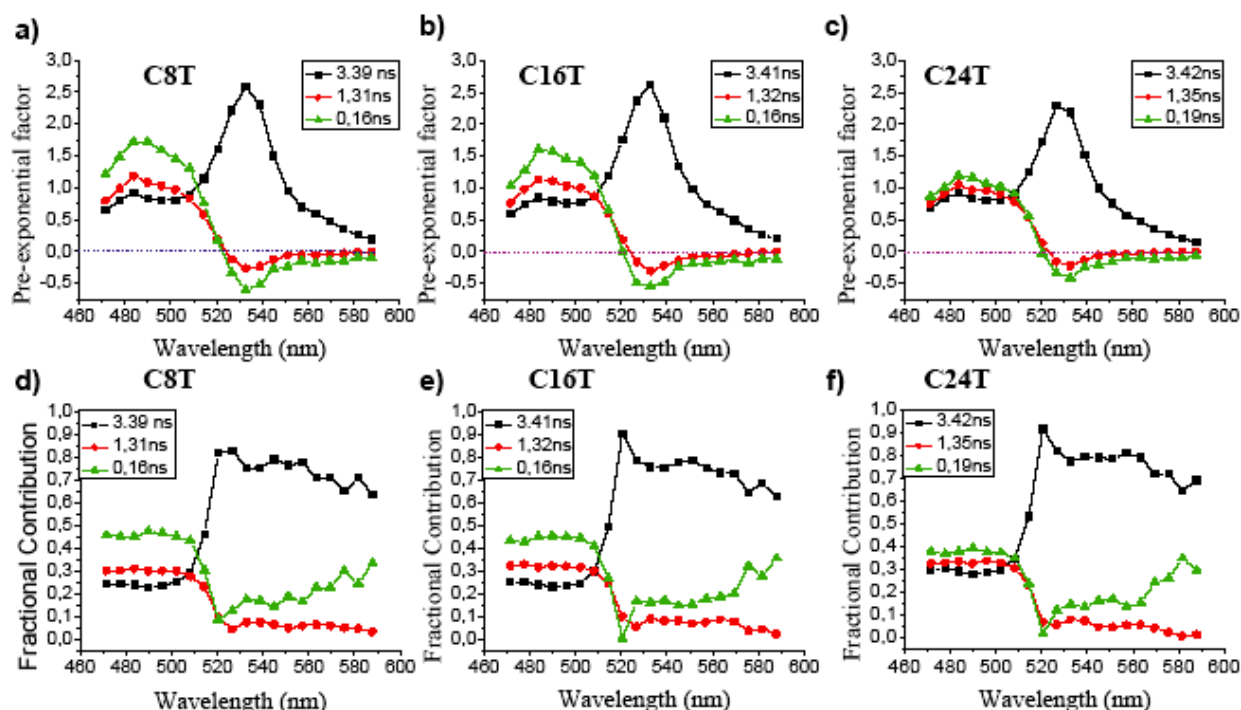 a)
C8T
3.39 ns
1,31ns
0,16ns
Pre-exponential factor
3,0
2,5
2,0
1,5
1,0
0,5
0,0
-0,5
460 480 500 520 540 560 580 600
Wavelength (nm)
b)
C16T
3.41ns
1,32ns
0,16ns
Pre-exponential factor
3,0
2,5
2,0
1,5
1,0
0,5
0,0
-0,5
460 480 500 520 540 560 580 600
Wavelength (nm)
c)
C24T
3.42ns
1,35ns
0,19ns
Pre-exponential factor
3,0
2,5
2,0
1,5
1,0
0,5
0,0
-0,5
460 480 500 520 540 560 580 600
Wavelength (nm)
d)
C8T
3.39 ns
1,31ns
0,16ns
Fractional Contribution
1,0
0,9
0,8
0,7
0,6
0,5
0,4
0,3
0,2
0,1
0,0
460 480 500 520 540 560 580 600
Wavelength (nm)
e)
C16T
3.41ns
1,32ns
0,16ns
Fractional Contribution
1,0
0,9
0,8
0,7
0,6
0,5
0,4
0,3
0,2
0,1
0,0
460 480 500 520 540 560 580 600
Wavelength (nm)
f)
C24T
3.42ns
1,35ns
0,19ns
Fractional Contribution
1,0
0,9
0,8
0,7
0,6
0,5
0,4
0,3
0,2
0,1
0,0
460 480 500 520 540 560 580 600
Wavelength (nm)